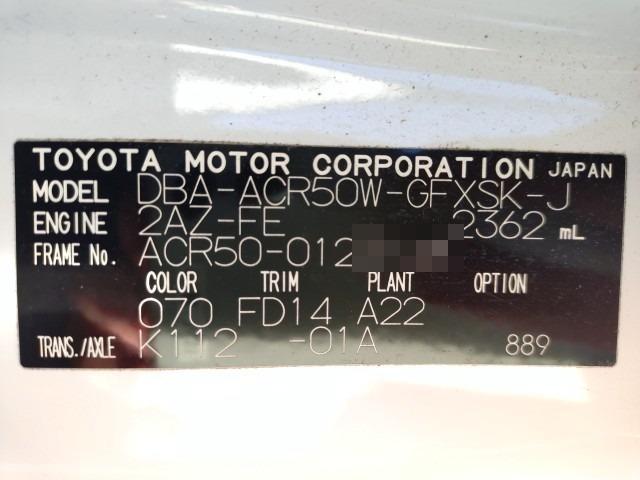 TOYOTA MOTOR CORPORATION JAPAN
MODEL DBA-ACR50W-GFXSK-J
ENGINE 2AZ-FE 2362 mL
FRAME No. ACR50-012
COLOR TRIM PLANT OPTION
070 FD14 A22
TRANS./AXLE K112 -01A 889